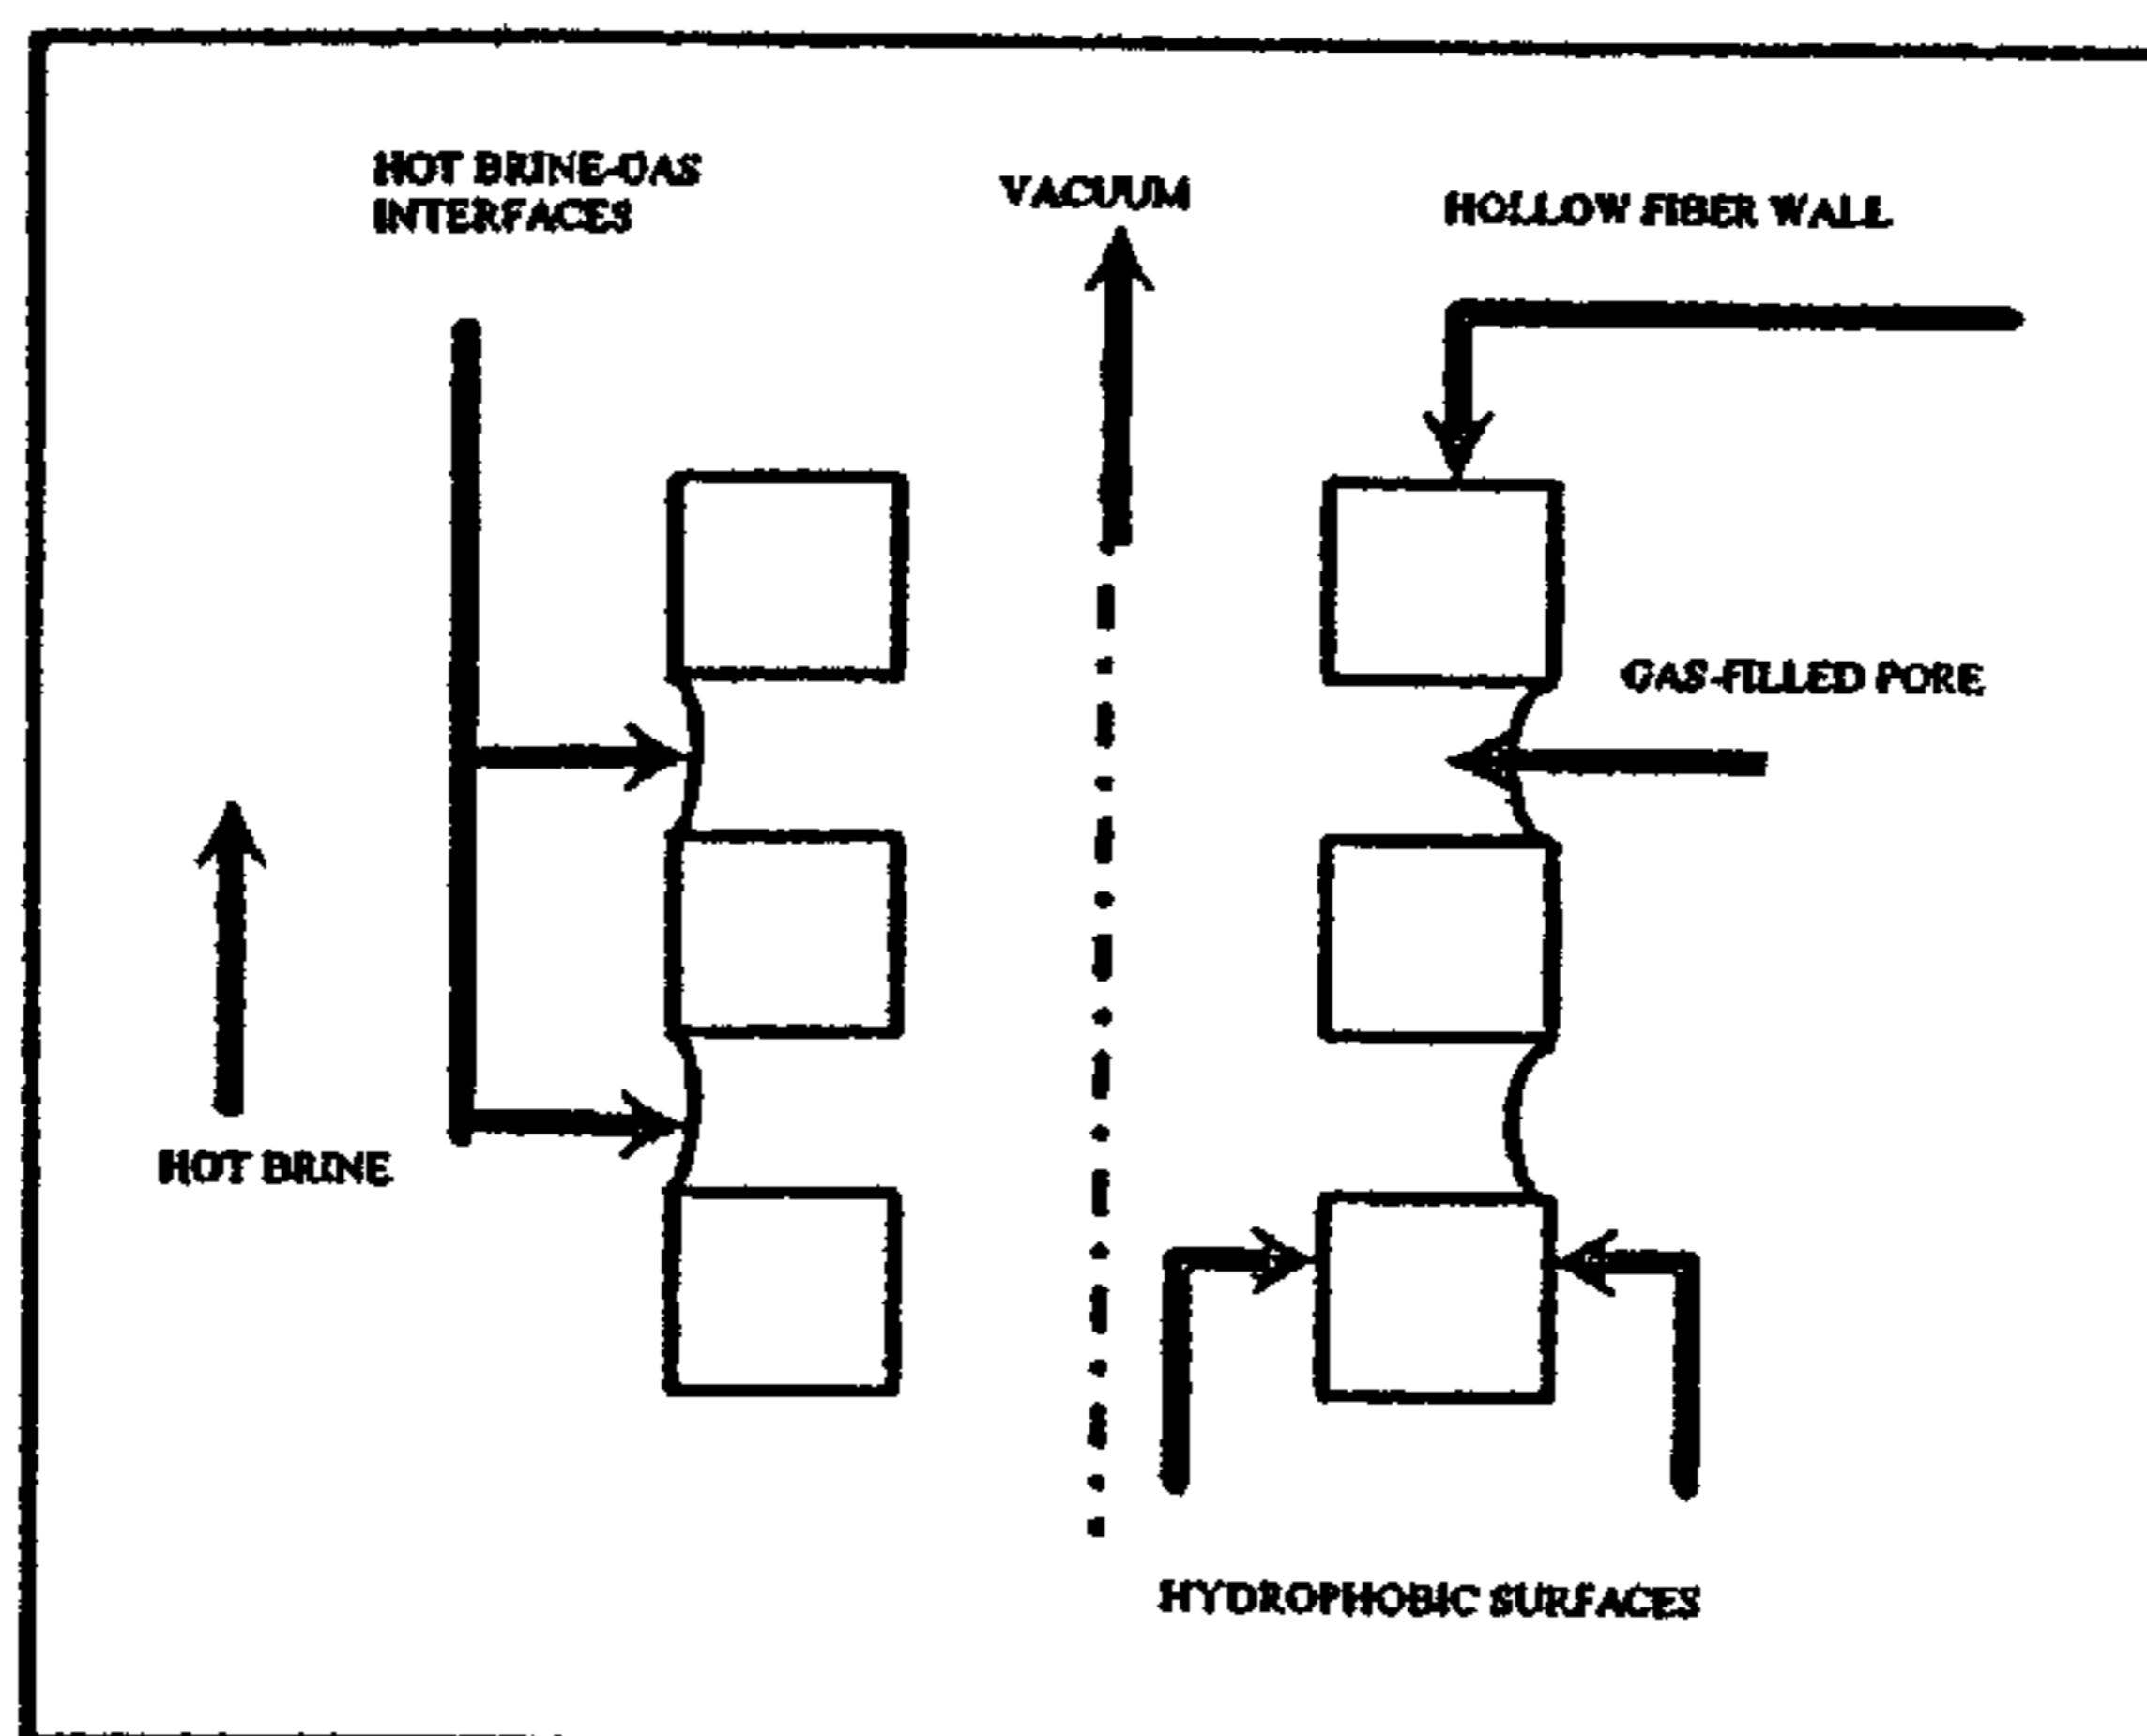 HOT BRINE-GAS
INTERFACES
VACUUM
HOLLOW FIBER WALL
GAS-FILLED PORE
HOT BRINE
HYDROPHOBIC SURFACES